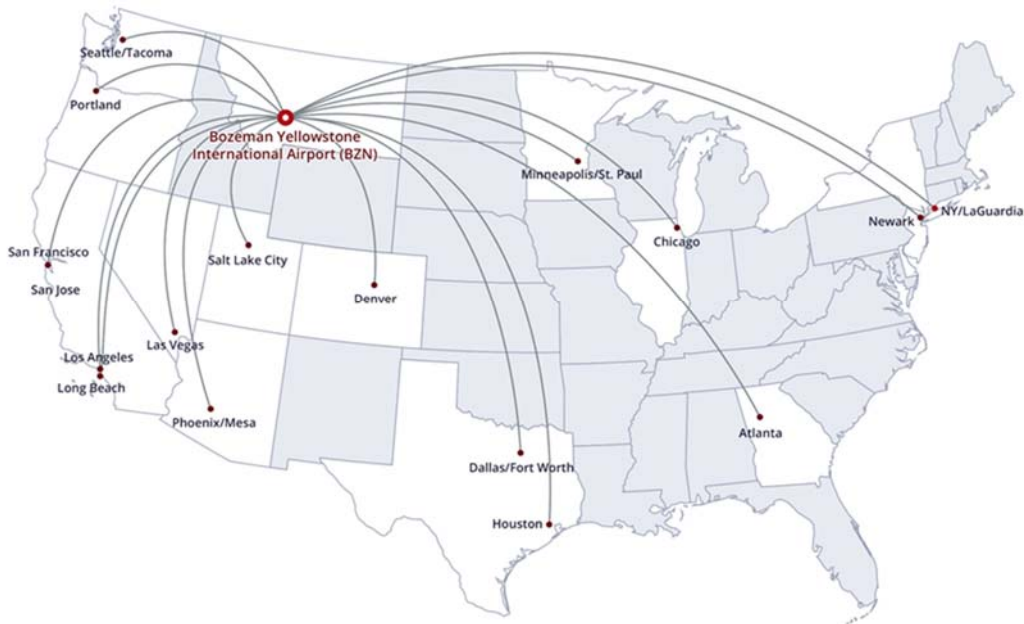 Seattle/Tacoma
Portland
Bozeman Yellowstone
International Airport (BZN)
Minneapolis/St. Paul
NY/LaGuardia
Newark
Chicago
San Francisco
Salt Lake City
San Jose
Denver
Las Vegas
Los Angeles
Long Beach
Phoenix/Mesa
Atlanta
Dallas/Fort Worth
Houston